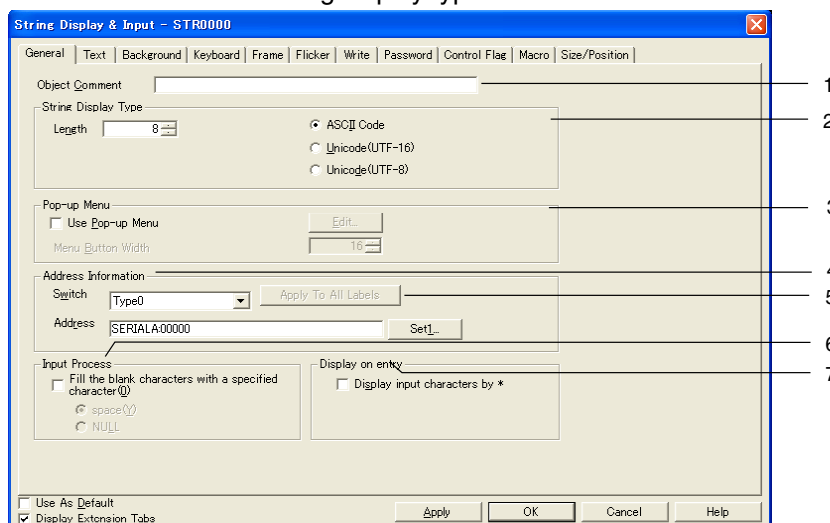 String Display & Input - STR0000
General Text Background Keyboard Frame Flicker Write Password Control Flag Macro Size/Position
Object Comment 1
String Display Type 2
Length 8 ASCII Code
Unicode(UTF-16)
Unicode(UTF-8)
Pop-up Menu 3
Use Pop-up Menu Edit...
Menu Button Width 16
Address Information 4
Switch Type0 Apply To All Labels 5
Address SERIALA:00000 Set1...
6
Input Process Display on entry 7
Fill the blank characters with a specified character(O) Display input characters by *
space(Y)
NULL
Use As Default
Display Extension Tabs Apply OK Cancel Help